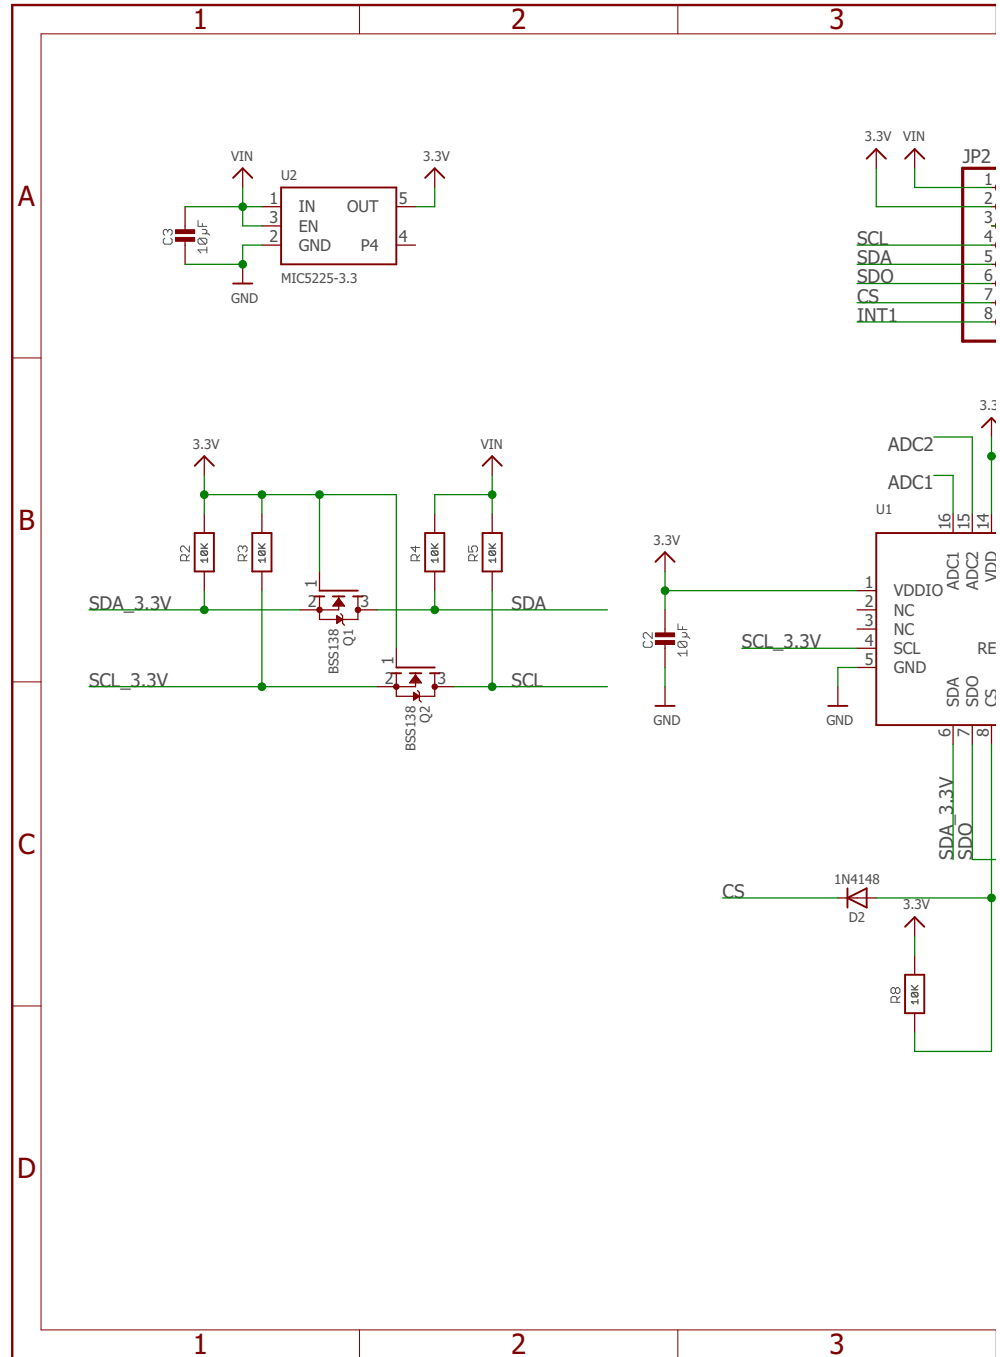 1 2 3
A
VIN
3.3V
U2
1 IN OUT 5
3 EN
2 GND P4 4
C3
10µF
MIC5225-3.3
GND
3.3V VIN
JP2
1
2
3
SCL 4
SDA 5
SDO 6
CS 7
INT1 8
B
3.3V
VIN
R2 10K
R3 10K
R4 10K
R5 10K
1
SDA_3.3V 2 3 SDA
BSS138
Q1
1
SCL_3.3V 2 3 SCL
BSS138
Q2
3.3V
C2
10µF
GND
ADC2
ADC1
3.3
U1
16 15 14
ADC1 ADC2 VDD
1 VDDIO
2 NC
3 NC
SCL_3.3V 4 SCL RE
5 GND
GND
SDA SDO CS
6 7 8
SDA_3.3V
SDO
C
CS
1N4148
D2
3.3V
R8 10K
D
1 2 3